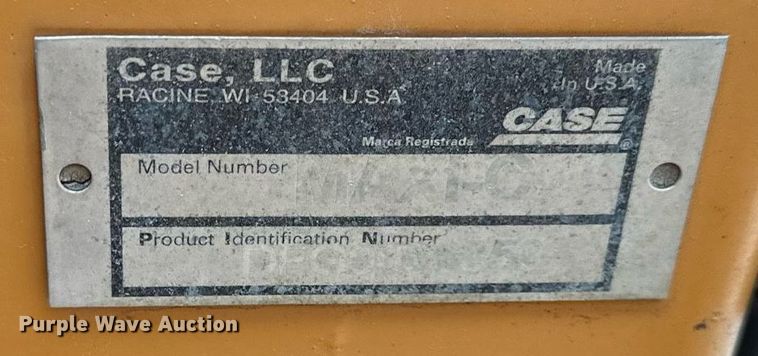 Case, LLC
RACINE WI 53404 U.S.A
Made
In U.S.A.
CASE
®
Marca Registrada
Model Number
Product Identification Number
Purple Wave Auction